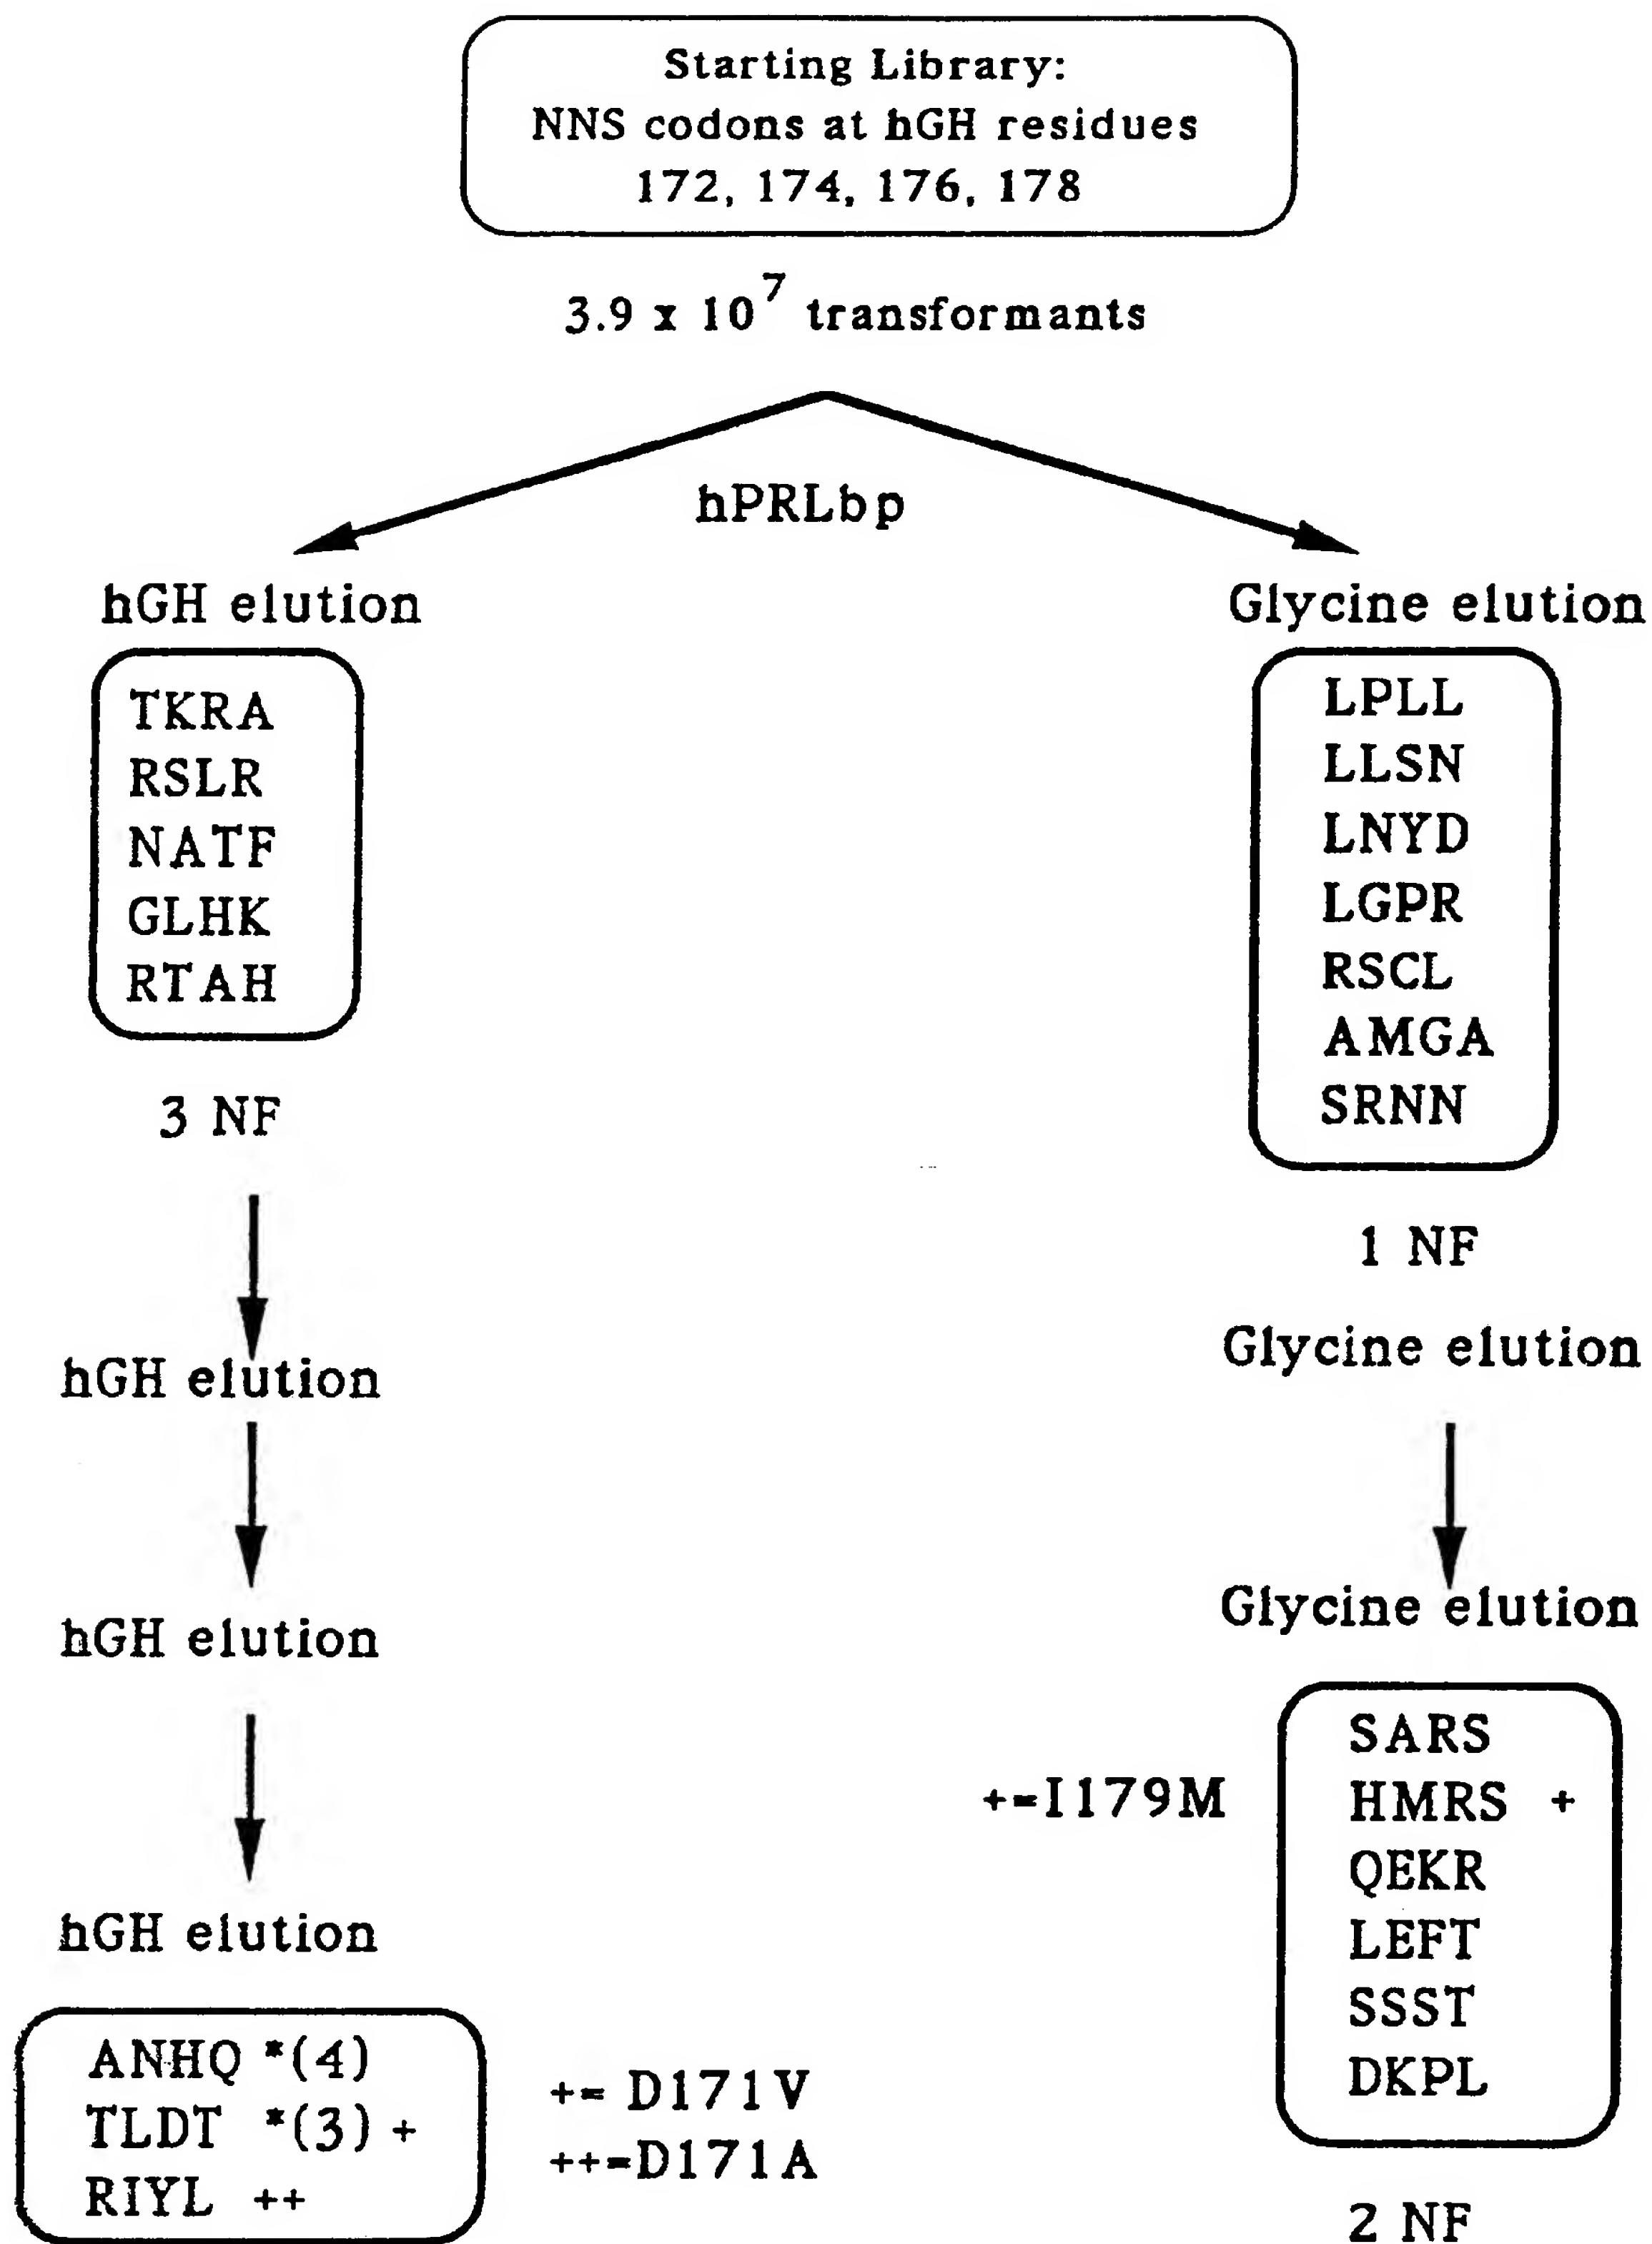 Starting Library:
NNS codons at hGH residues
172, 174, 176, 178
3.9 x 10^7 transformants
hPRLbp
hGH elution
TKRA
RSLR
NATF
GLHK
RTAH
3 NF
hGH elution
hGH elution
hGH elution
ANHQ *(4)
TLDT *(3) +
RIYL ++
+= D171V
++=D171A
Glycine elution
LPLL
LLSN
LNYD
LGPR
RSCL
AMGA
SRNN
1 NF
Glycine elution
Glycine elution
+=I179M
SARS
HMRS +
QEKR
LEFT
SSST
DKPL
2 NF